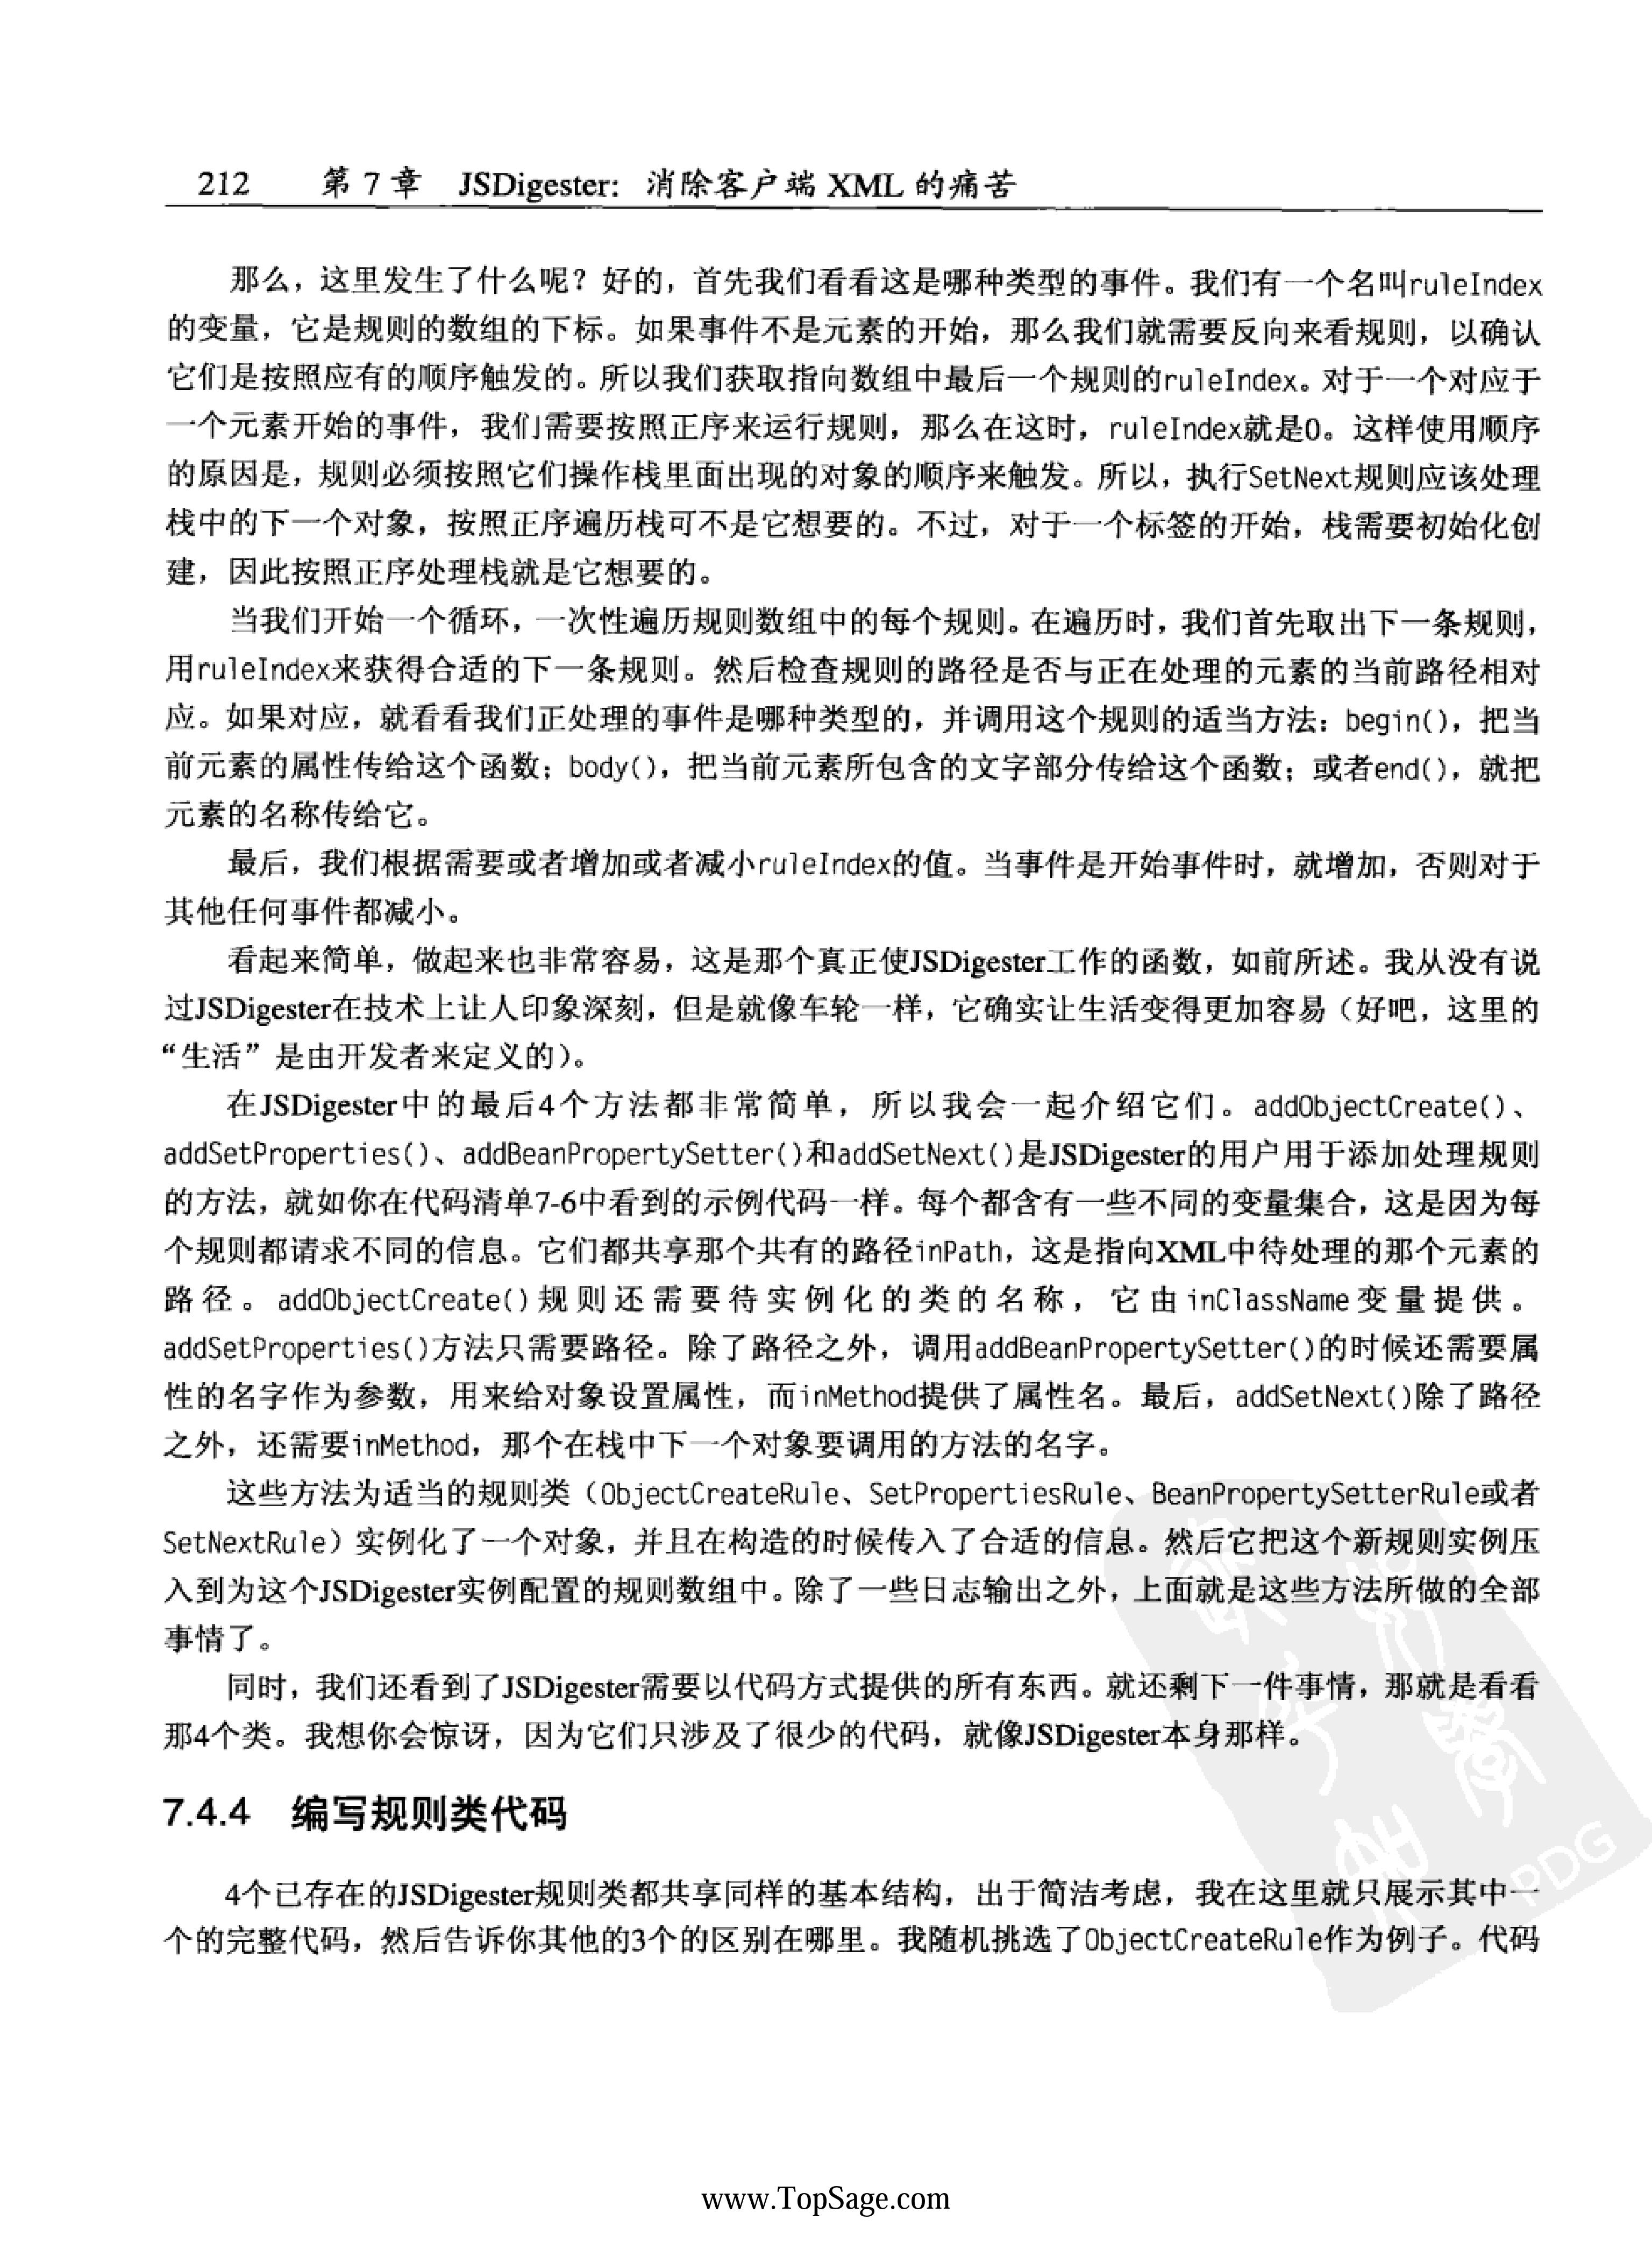 212 第 7 章 JSDigester: 消除客户端 XML 的痛苦
那么，这里发生了什么呢？好的，首先我们看看这是哪种类型的事件。我们有一个名叫ruleIndex
的变量，它是规则的数组的下标。如果事件不是元素的开始，那么我们就需要反向来看规则，以确认
它们是按照应有的顺序触发的。所以我们获取指向数组中最后一个规则的ruleIndex。对于一个对应于
一个元素开始的事件，我们需要按照正序来运行规则，那么在这时，ruleIndex就是0。这样使用顺序
的原因是，规则必须按照它们操作栈里面出现的对象的顺序来触发。所以，执行SetNext规则应该处理
栈中的下一个对象，按照正序遍历栈可不是它想要的。不过，对于一个标签的开始，栈需要初始化创
建，因此按照正序处理栈就是它想要的。
当我们开始一个循环，一次性遍历规则数组中的每个规则。在遍历时，我们首先取出下一条规则，
用ruleIndex来获得合适的下一条规则。然后检查规则的路径是否与正在处理的元素的当前路径相对
应。如果对应，就看看我们正处理的事件是哪种类型的，并调用这个规则的适当方法：begin()，把当
前元素的属性传给这个函数；body()，把当前元素所包含的文字部分传给这个函数；或者end()，就把
元素的名称传给它。
最后，我们根据需要或者增加或者减小ruleIndex的值。当事件是开始事件时，就增加，否则对于
其他任何事件都减小。
看起来简单，做起来也非常容易，这是那个真正使JSDigester工作的函数，如前所述。我从没有说
过JSDigester在技术上让人印象深刻，但是就像车轮一样，它确实让生活变得更加容易（好吧，这里的
“生活”是由开发者来定义的）。
在JSDigester中的最后4个方法都非常简单，所以我会一起介绍它们。addObjectCreate()、
addSetProperties()、addBeanPropertySetter()和addSetNext()是JSDigester的用户用于添加处理规则
的方法，就如你在代码清单7-6中看到的示例代码一样。每个都含有一些不同的变量集合，这是因为每
个规则都请求不同的信息。它们都共享那个共有的路径inPath，这是指向XML中待处理的那个元素的
路径。addObjectCreate()规则还需要待实例化的类的名称，它由inClassName变量提供。
addSetProperties()方法只需要路径。除了路径之外，调用addBeanPropertySetter()的时候还需要属
性的名字作为参数，用来给对象设置属性，而inMethod提供了属性名。最后，addSetNext()除了路径
之外，还需要inMethod，那个在栈中下一个对象要调用的方法的名字。
这些方法为适当的规则类（ObjectCreateRule、SetPropertiesRule、BeanPropertySetterRule或者
SetNextRule）实例化了一个对象，并且在构造的时候传入了合适的信息。然后它把这个新规则实例压
入到为这个JSDigester实例配置的规则数组中。除了一些日志输出之外，上面就是这些方法所做的全部
事情了。
同时，我们还看到了JSDigester需要以代码方式提供的所有东西。就还剩下一件事情，那就是看看
那4个类。我想你会惊讶，因为它们只涉及了很少的代码，就像JSDigester本身那样。
7.4.4 编写规则类代码
4个已存在的JSDigester规则类都共享同样的基本结构，出于简洁考虑，我在这里就只展示其中一
个的完整代码，然后告诉你其他的3个的区别在哪里。我随机挑选了ObjectCreateRule作为例子。代码
PDG
www.TopSage.com